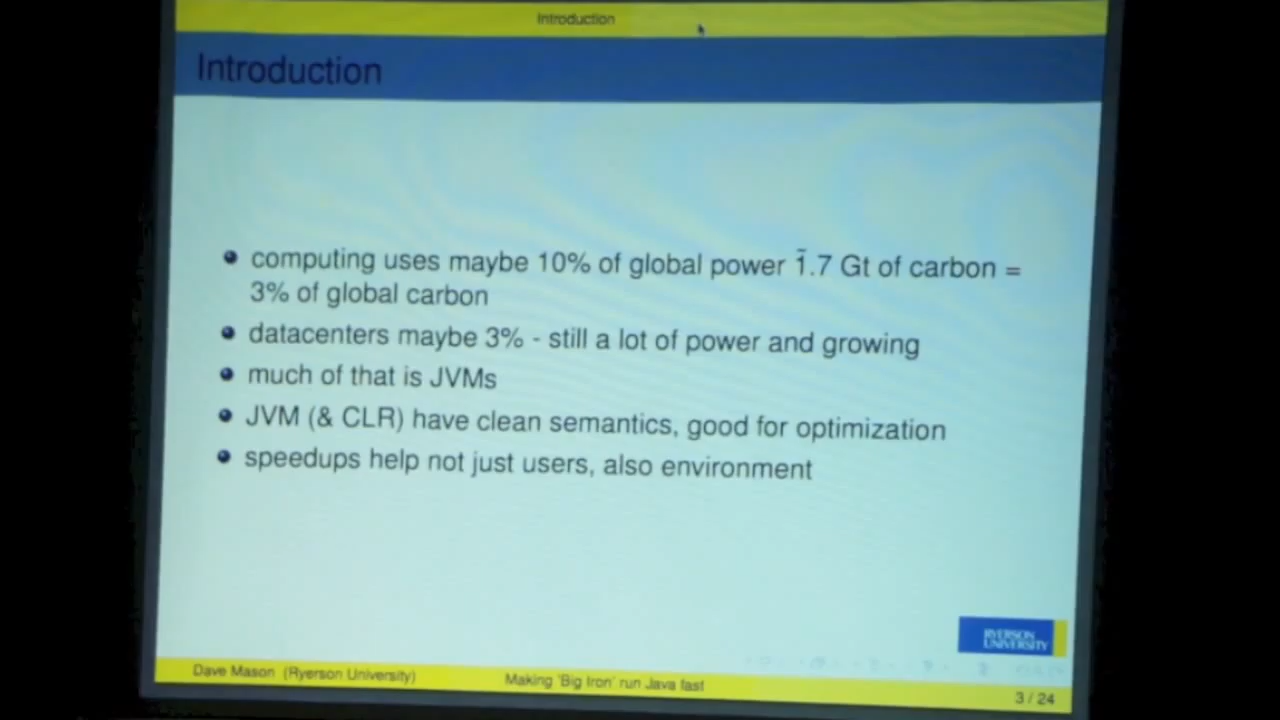 Introduction
Introduction
computing uses maybe 10% of global power 1̃.7 Gt of carbon =
3% of global carbon
datacenters maybe 3% - still a lot of power and growing
much of that is JVMs
JVM (& CLR) have clean semantics, good for optimization
speedups help not just users, also environment
RYERSON
UNIVERSITY
Dave Mason (Ryerson University)
Making 'Big Iron' run Java fast
3 / 24